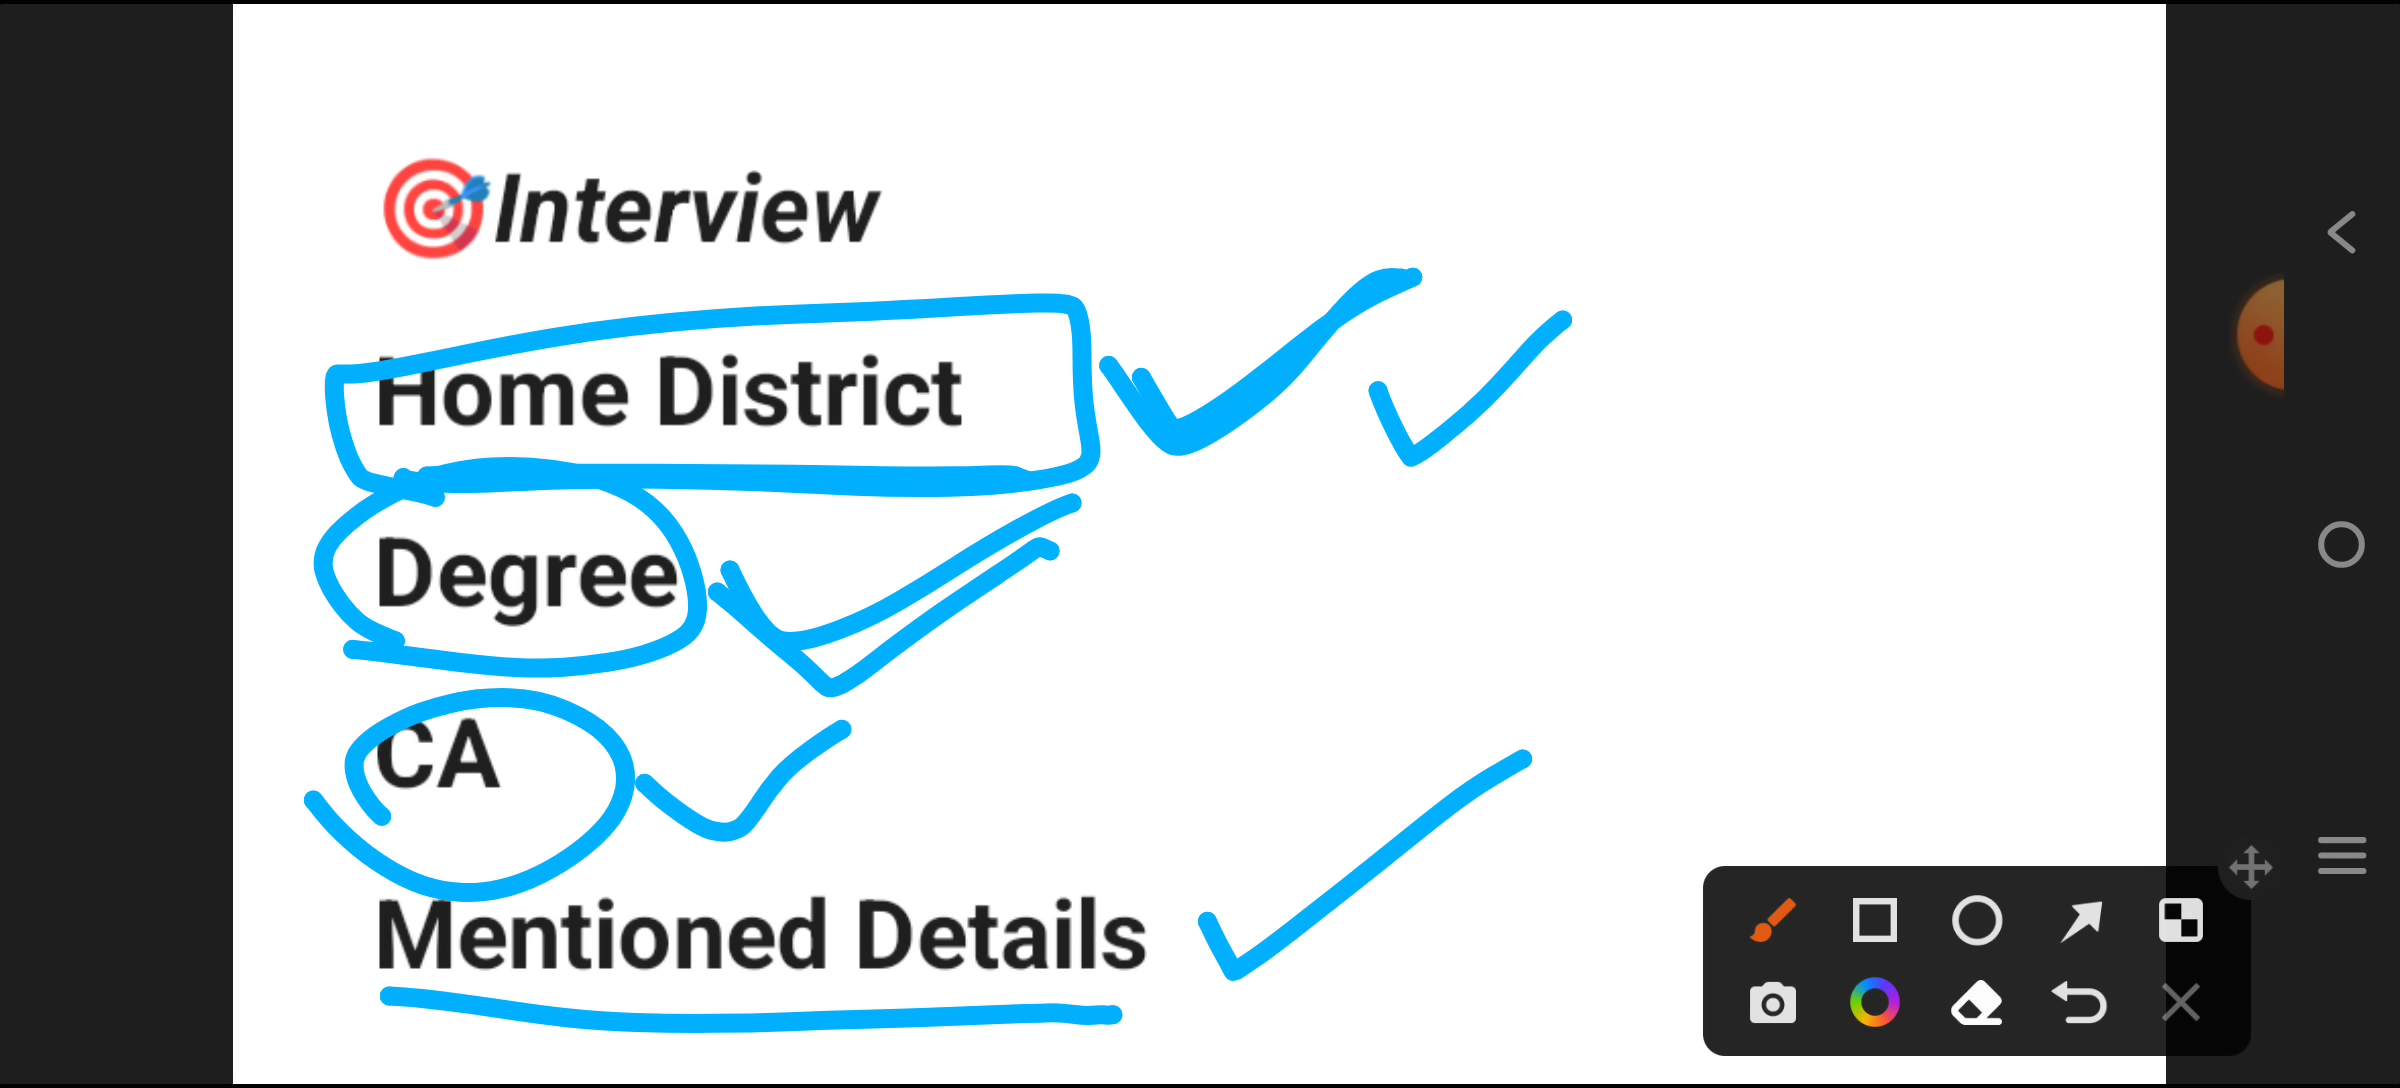 🎯Interview
Home District
Degree
CA
Mentioned Details